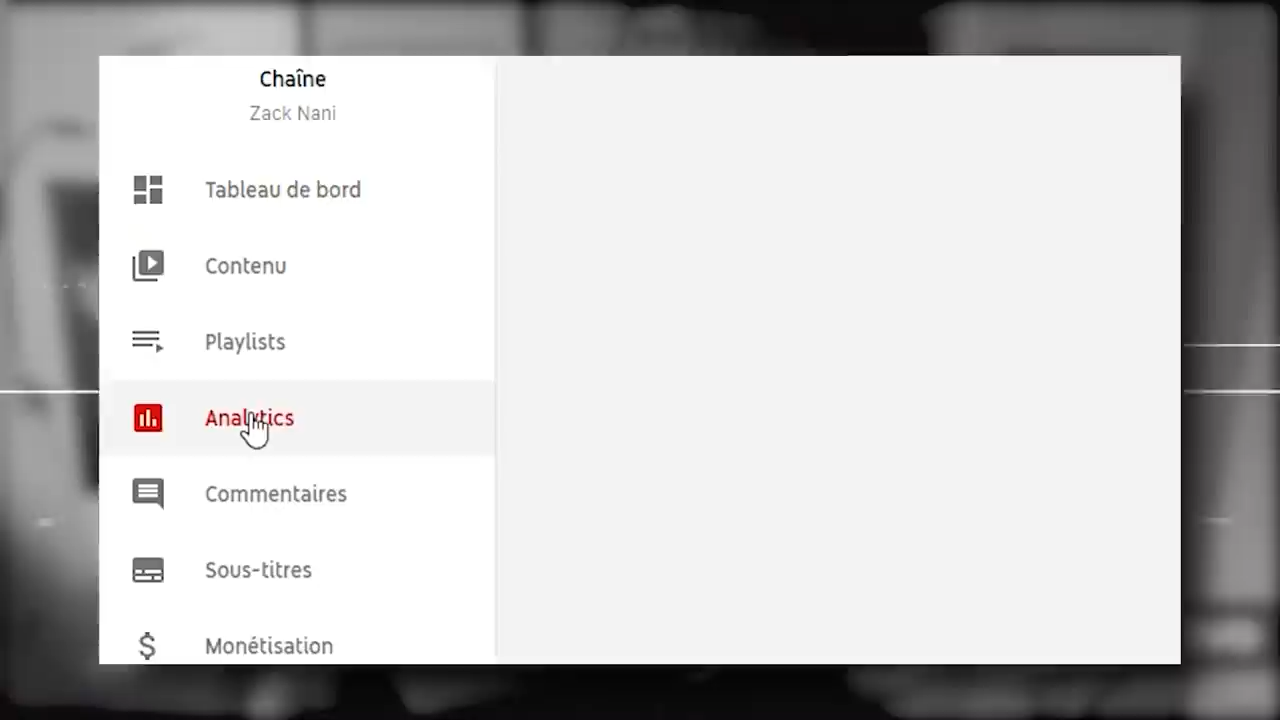 Chaîne
Zack Nani
Tableau de bord
Contenu
Playlists
Analytics
Commentaires
Sous-titres
Monétisation